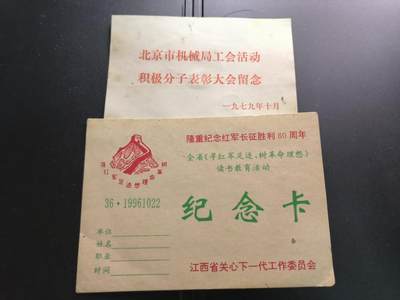 北京市机械局工会活动
积极分子表彰大会留念
一九七九年十月
隆重纪念红军长征胜利60周年
全省《寻红军足迹，树革命理想》
读书教育活动
36·19961022
纪念卡
单位
姓名
职业
时间
江西省关心下一代工作委员会